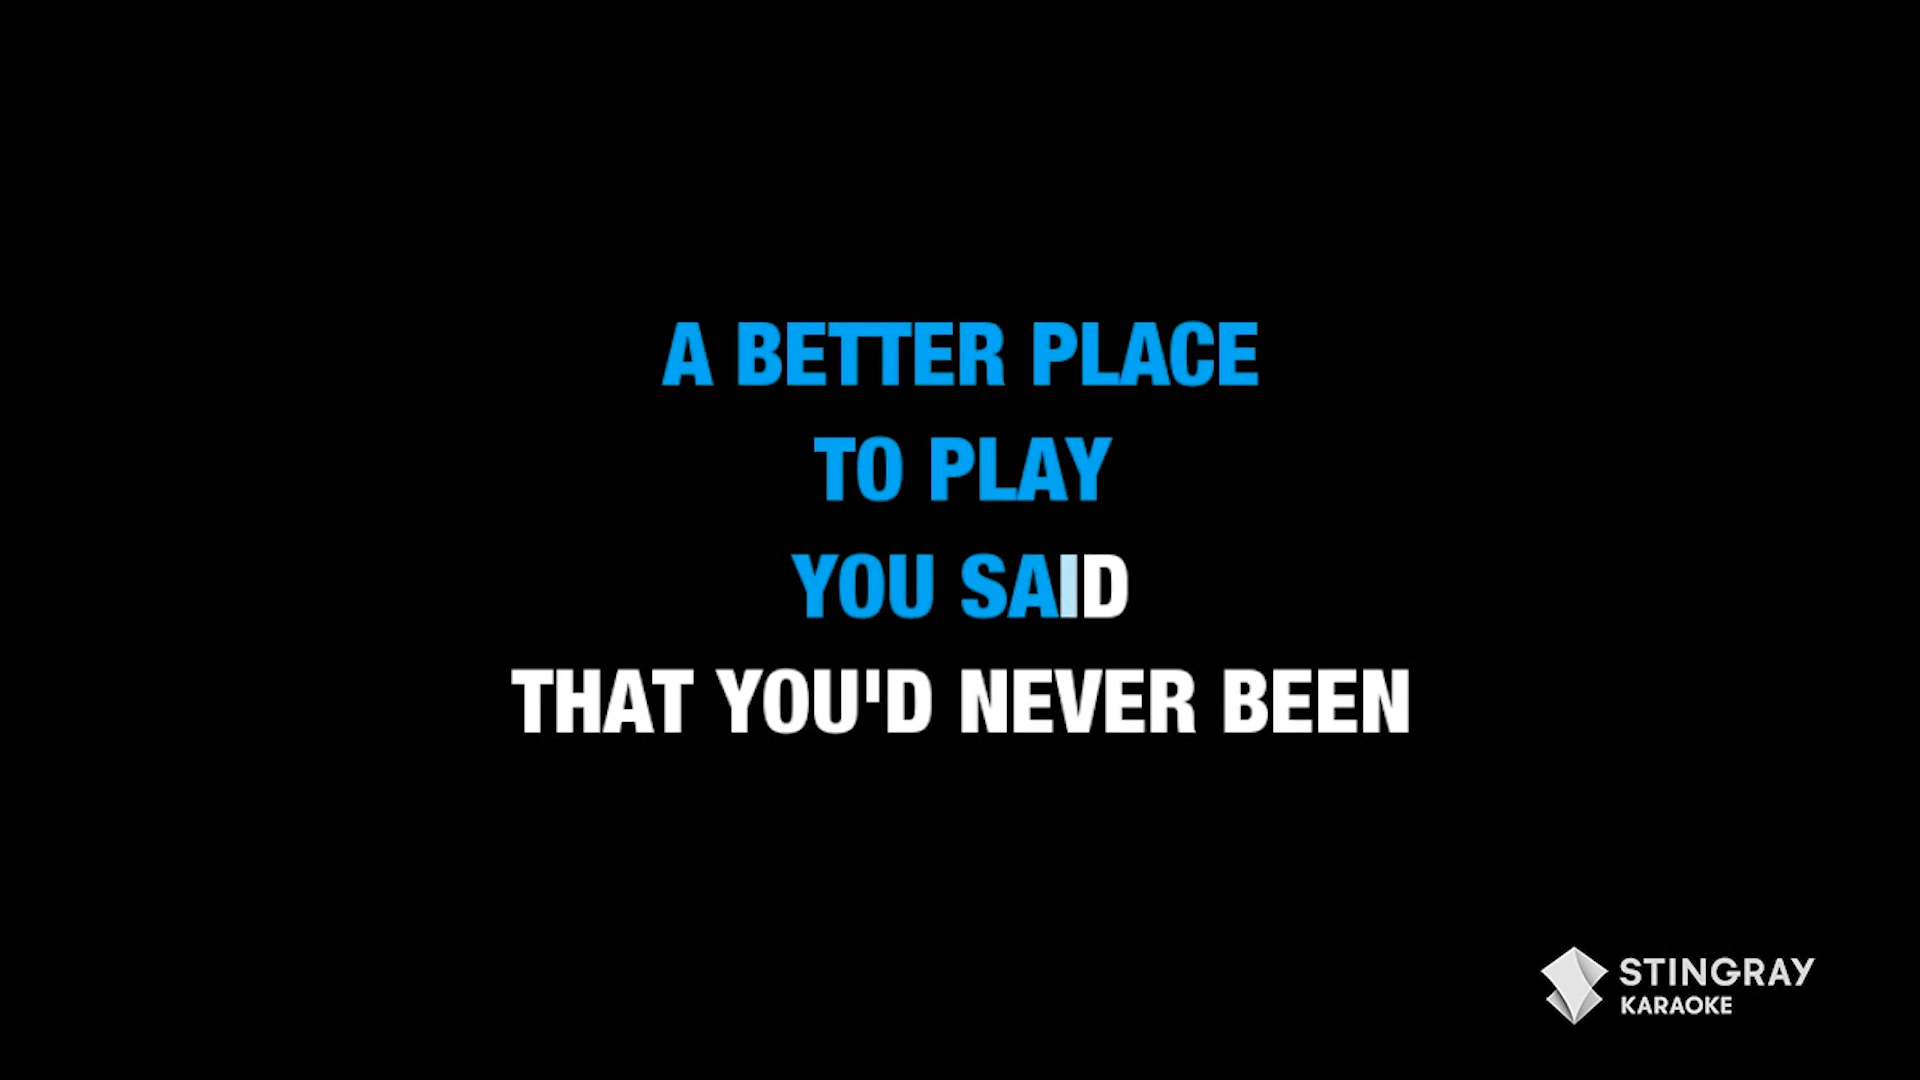 A BETTER PLACE
TO PLAY
YOU SAID
THAT YOU'D NEVER BEEN
STINGRAY
KARAOKE